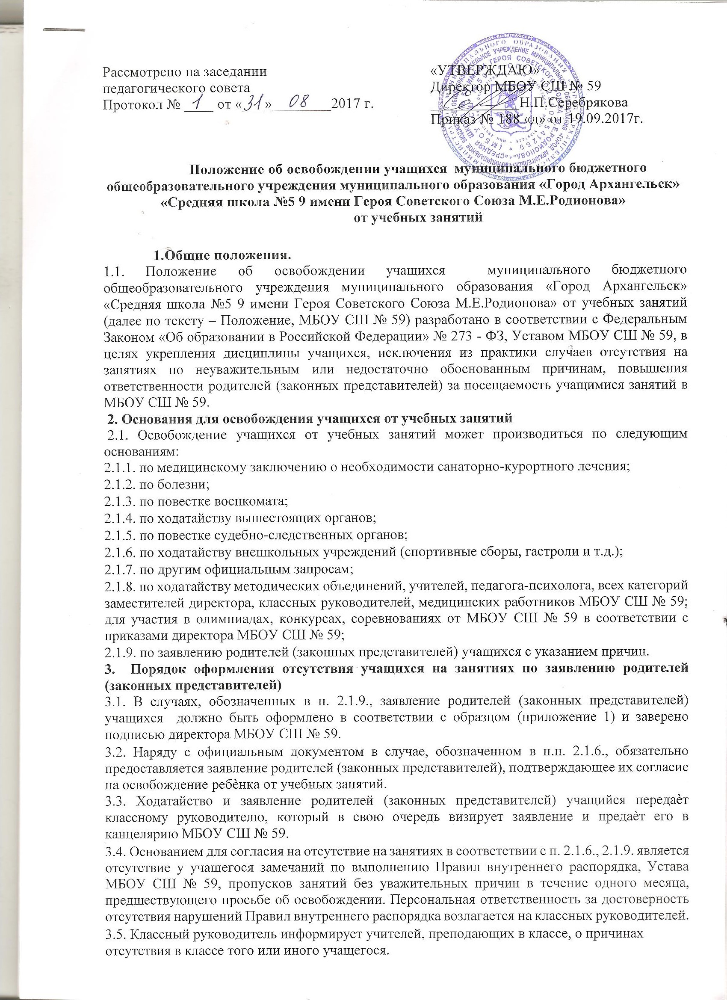 Рассмотрено на заседании
педагогического совета
Протокол № 1 от «31» 08 2017 г.
«УТВЕРЖДАЮ»
Директор МБОУ СШ № 59
Н.П.Серебрякова
Приказ № 188 «д» от 19.09.2017г.
Положение об освобождении учащихся муниципального бюджетного
общеобразовательного учреждения муниципального образования «Город Архангельск»
«Средняя школа №5 9 имени Героя Советского Союза М.Е.Родионова»
от учебных занятий
1.Общие положения.
1.1. Положение об освобождении учащихся муниципального бюджетного
общеобразовательного учреждения муниципального образования «Город Архангельск»
«Средняя школа №5 9 имени Героя Советского Союза М.Е.Родионова» от учебных занятий
(далее по тексту – Положение, МБОУ СШ № 59) разработано в соответствии с Федеральным
Законом «Об образовании в Российской Федерации» № 273 - ФЗ, Уставом МБОУ СШ № 59, в
целях укрепления дисциплины учащихся, исключения из практики случаев отсутствия на
занятиях по неуважительным или недостаточно обоснованным причинам, повышения
ответственности родителей (законных представителей) за посещаемость учащимися занятий в
МБОУ СШ № 59.
2. Основания для освобождения учащихся от учебных занятий
2.1. Освобождение учащихся от учебных занятий может производиться по следующим
основаниям:
2.1.1. по медицинскому заключению о необходимости санаторно-курортного лечения;
2.1.2. по болезни;
2.1.3. по повестке военкомата;
2.1.4. по ходатайству вышестоящих органов;
2.1.5. по повестке судебно-следственных органов;
2.1.6. по ходатайству внешкольных учреждений (спортивные сборы, гастроли и т.д.);
2.1.7. по другим официальным запросам;
2.1.8. по ходатайству методических объединений, учителей, педагога-психолога, всех категорий
заместителей директора, классных руководителей, медицинских работников МБОУ СШ № 59;
для участия в олимпиадах, конкурсах, соревнованиях от МБОУ СШ № 59 в соответствии с
приказами директора МБОУ СШ № 59;
2.1.9. по заявлению родителей (законных представителей) учащихся с указанием причин.
3. Порядок оформления отсутствия учащихся на занятиях по заявлению родителей
(законных представителей)
3.1. В случаях, обозначенных в п. 2.1.9., заявление родителей (законных представителей)
учащихся должно быть оформлено в соответствии с образцом (приложение 1) и заверено
подписью директора МБОУ СШ № 59.
3.2. Наряду с официальным документом в случае, обозначенном в п.п. 2.1.6., обязательно
предоставляется заявление родителей (законных представителей), подтверждающее их согласие
на освобождение ребѐнка от учебных занятий.
3.3. Ходатайство и заявление родителей (законных представителей) учащийся передаѐт
классному руководителю, который в свою очередь визирует заявление и предаѐт его в
канцелярию МБОУ СШ № 59.
3.4. Основанием для согласия на отсутствие на занятиях в соответствии с п. 2.1.6., 2.1.9. является
отсутствие у учащегося замечаний по выполнению Правил внутреннего распорядка, Устава
МБОУ СШ № 59, пропусков занятий без уважительных причин в течение одного месяца,
предшествующего просьбе об освобождении. Персональная ответственность за достоверность
отсутствия нарушений Правил внутреннего распорядка возлагается на классных руководителей.
3.5. Классный руководитель информирует учителей, преподающих в классе, о причинах
отсутствия в классе того или иного учащегося.